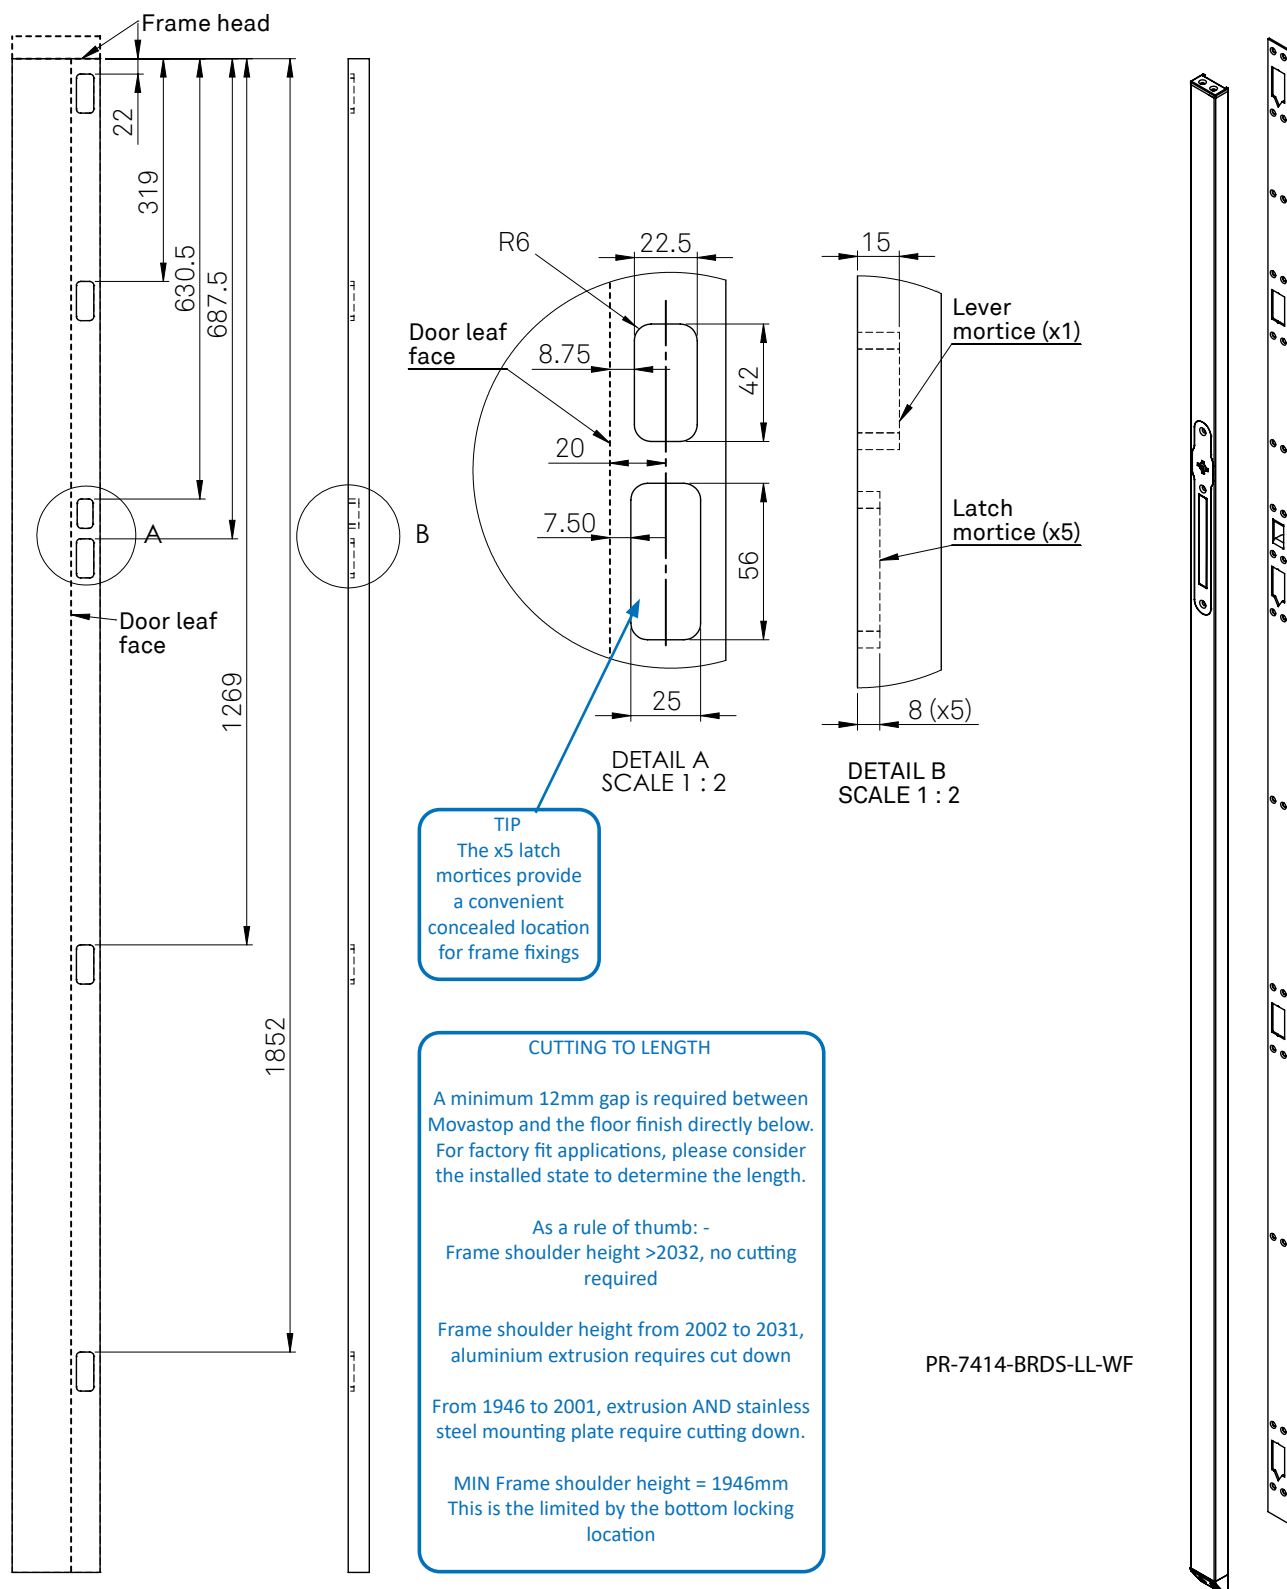 Frame head
22
319
630.5
687.5
1269
1852
A
Door leaf
face
B
R6
22.5
Door leaf
face
8.75
42
20
7.50
56
25
DETAIL A
SCALE 1 : 2
15
Lever
mortice (x1)
Latch
mortice (x5)
8 (x5)
DETAIL B
SCALE 1 : 2
TIP
The x5 latch
mortices provide
a convenient
concealed location
for frame fixings
CUTTING TO LENGTH
A minimum 12mm gap is required between
Movastop and the floor finish directly below.
For factory fit applications, please consider
the installed state to determine the length.
As a rule of thumb: -
Frame shoulder height >2032, no cutting
required
Frame shoulder height from 2002 to 2031,
aluminium extrusion requires cut down
From 1946 to 2001, extrusion AND stainless
steel mounting plate require cutting down.
MIN Frame shoulder height = 1946mm
This is the limited by the bottom locking
location
PR-7414-BRDS-LL-WF